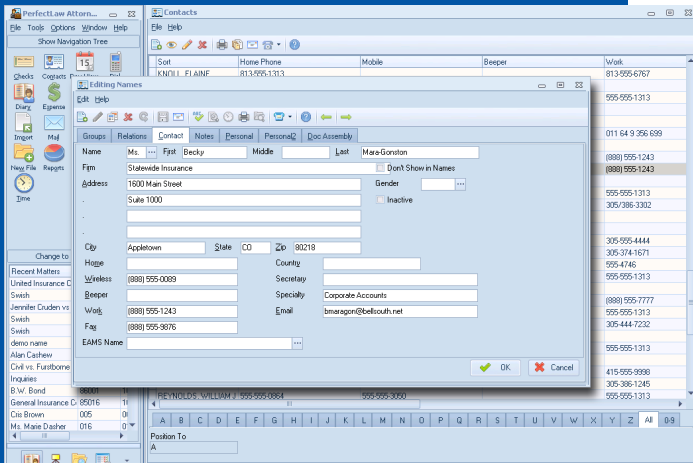 PerfectLaw Attorn...
File Tools Options Window Help
Show Navigation Tree
Checks Contacts
Diary Expense
Import Mail
New File Reports
Time
Change to
Recent Matters
United Insurance C
Swish
Jennifer Cruden vs
Swish
Swish
demo name
Alan Cashew
Civil vs. Furstbome
Inquiries
B.W. Bond 86001
General Insurance C 85016
Cris Brown 005
Ms. Marie Dasher 016
Contacts
File Help
Sort Home Phone Mobile Beeper Work
KNOLL, ELAINE 813-555-1313 813-555-6767
555-555-1313
011 64 9 356 699
(888) 555-1243
(888) 555-1243
555-555-1313
305/386-3302
305-555-4444
305-374-1671
555-4746
555-555-1313
(888) 555-7777
555-555-1313
305-444-7232
555-555-1313
415-555-9998
305-386-1245
REYNOLDS, WILLIAM J 555-555-0864 555-555-3050 555-555-1313
A B C D E F G H I J K L M N O P Q R S T U V W X Y Z All 0-9
Position To
A
Editing Names
Edit Help
Groups Relations Contact Notes Personal Personal2 Doc Assembly
Name Ms. ... First Becky Middle Last Mara-Gonston
Firm Statewide Insurance Don't Show in Names
Address 1600 Main Street Gender ...
. Suite 1000 Inactive
.
.
City Appletown State CO Zip 80218
Home Country
Wireless (888) 555-0089 Secretary
Beeper Specialty Corporate Accounts
Work (888) 555-1243 Email bmaragon@bellsouth.net
Fax (888) 555-9876
EAMS Name ...
OK Cancel